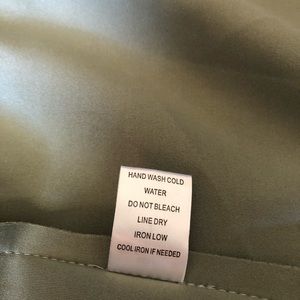 HAND WASH COLD
WATER
DO NOT BLEACH
LINE DRY
IRON LOW
COOL IRON IF NEEDED